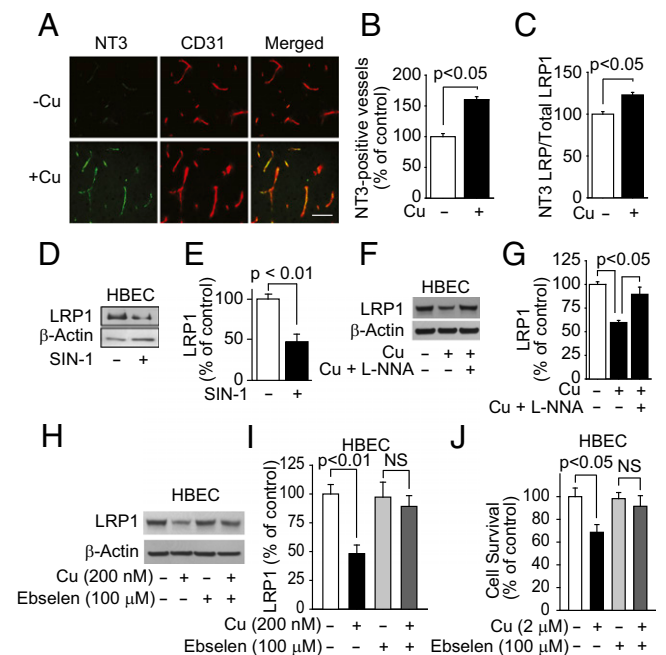 A
NT3 CD31 Merged
-Cu
+Cu
B
NT3-positive vessels
(% of control)
200
150
100
50
0
p<0.05
Cu – +
C
NT3 LRP/Total LRP1
150
100
50
0
p<0.05
Cu – +
D
HBEC
LRP1
β-Actin
SIN-1 – +
E
p < 0.01
LRP1
(% of control)
100
50
0
SIN-1 – +
F
HBEC
LRP1
β-Actin
Cu – + +
Cu + L-NNA – – +
G
LRP1
(% of control)
125
100
75
50
25
0
p<0.05
Cu – + +
Cu + L-NNA – – +
H
HBEC
LRP1
β-Actin
Cu (200 nM) – + – +
Ebselen (100 μM) – – + +
I
HBEC
LRP1 (% of control)
125
100
75
50
25
0
p<0.01 NS
Cu (200 nM) – + – +
Ebselen (100 μM) – – + +
J
HBEC
Cell Survival
(% of control)
100
80
60
40
20
0
p<0.05 NS
Cu (2 μM) – + – +
Ebselen (100 μM) – – + +